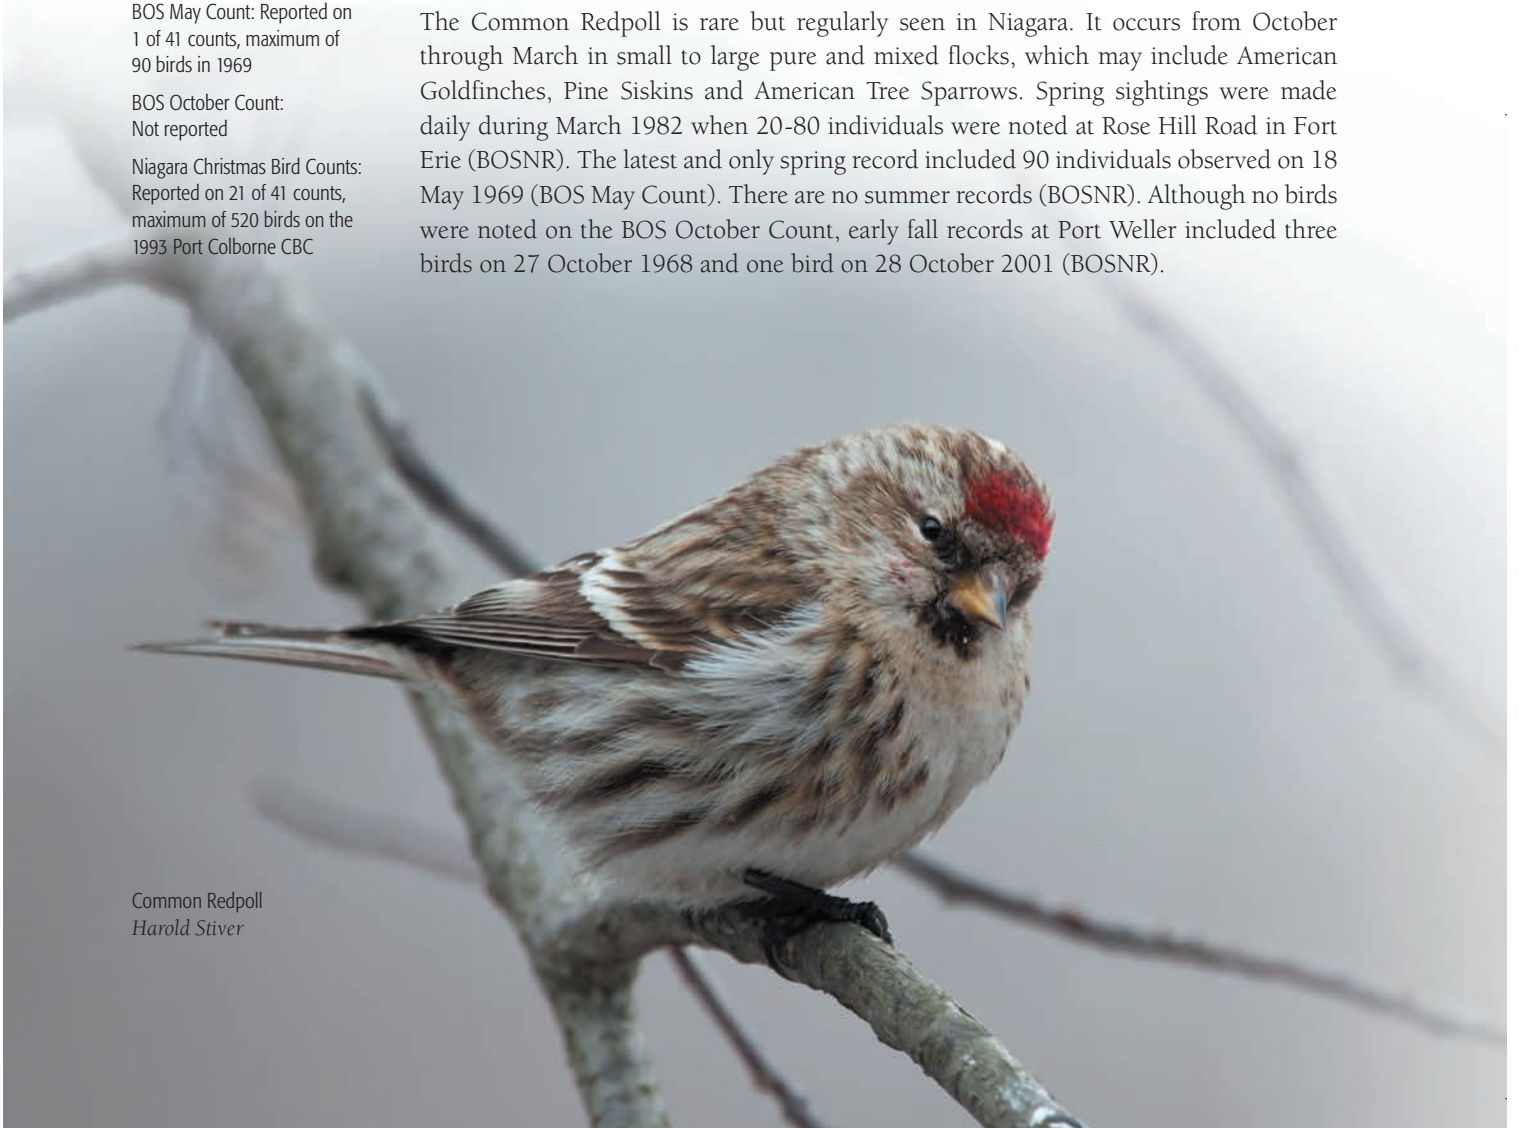 BOS May Count: Reported on
1 of 41 counts, maximum of
90 birds in 1969
BOS October Count:
Not reported
Niagara Christmas Bird Counts:
Reported on 21 of 41 counts,
maximum of 520 birds on the
1993 Port Colborne CBC
The Common Redpoll is rare but regularly seen in Niagara. It occurs from October
through March in small to large pure and mixed flocks, which may include American
Goldfinches, Pine Siskins and American Tree Sparrows. Spring sightings were made
daily during March 1982 when 20-80 individuals were noted at Rose Hill Road in Fort
Erie (BOSNR). The latest and only spring record included 90 individuals observed on 18
May 1969 (BOS May Count). There are no summer records (BOSNR). Although no birds
were noted on the BOS October Count, early fall records at Port Weller included three
birds on 27 October 1968 and one bird on 28 October 2001 (BOSNR).
Common Redpoll
Harold Stiver